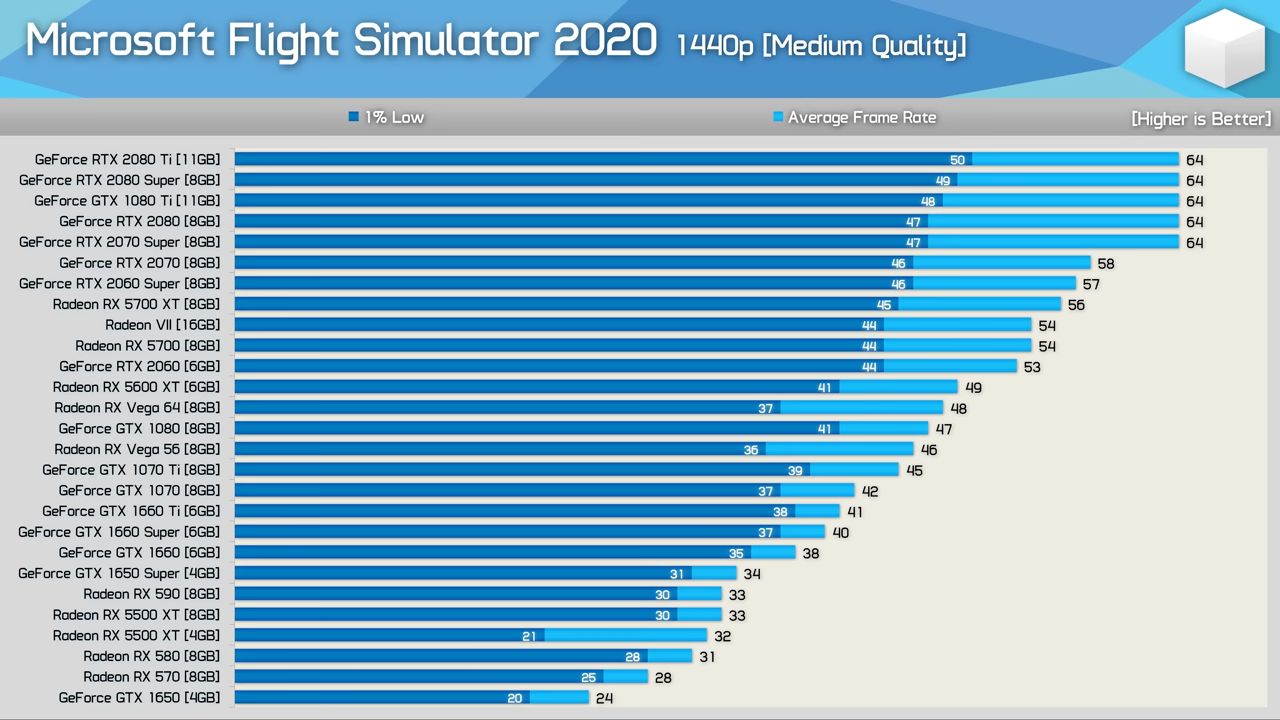 Microsoft Flight Simulator 2020 1440p [Medium Quality]
1% Low Average Frame Rate [Higher is Better]
GeForce RTX 2080 Ti [11GB] 50 64
GeForce RTX 2080 Super [8GB] 49 64
GeForce GTX 1080 Ti [11GB] 48 64
GeForce RTX 2080 [8GB] 47 64
GeForce RTX 2070 Super [8GB] 47 64
GeForce RTX 2070 [8GB] 46 58
GeForce RTX 2060 Super [8GB] 46 57
Radeon RX 5700 XT [8GB] 45 56
Radeon VII [16GB] 44 54
Radeon RX 5700 [8GB] 44 54
GeForce RTX 2060 [6GB] 44 53
Radeon RX 5600 XT [6GB] 41 49
Radeon RX Vega 64 [8GB] 37 48
GeForce GTX 1080 [8GB] 41 47
Radeon RX Vega 56 [8GB] 36 46
GeForce GTX 1070 Ti [8GB] 39 45
GeForce GTX 1070 [8GB] 37 42
GeForce GTX 1660 Ti [6GB] 38 41
GeForce GTX 1660 Super [6GB] 37 40
GeForce GTX 1660 [6GB] 35 38
GeForce GTX 1650 Super [4GB] 31 34
Radeon RX 590 [8GB] 30 33
Radeon RX 5500 XT [8GB] 30 33
Radeon RX 5500 XT [4GB] 21 32
Radeon RX 580 [8GB] 28 31
Radeon RX 570 [8GB] 25 28
GeForce GTX 1650 [4GB] 20 24